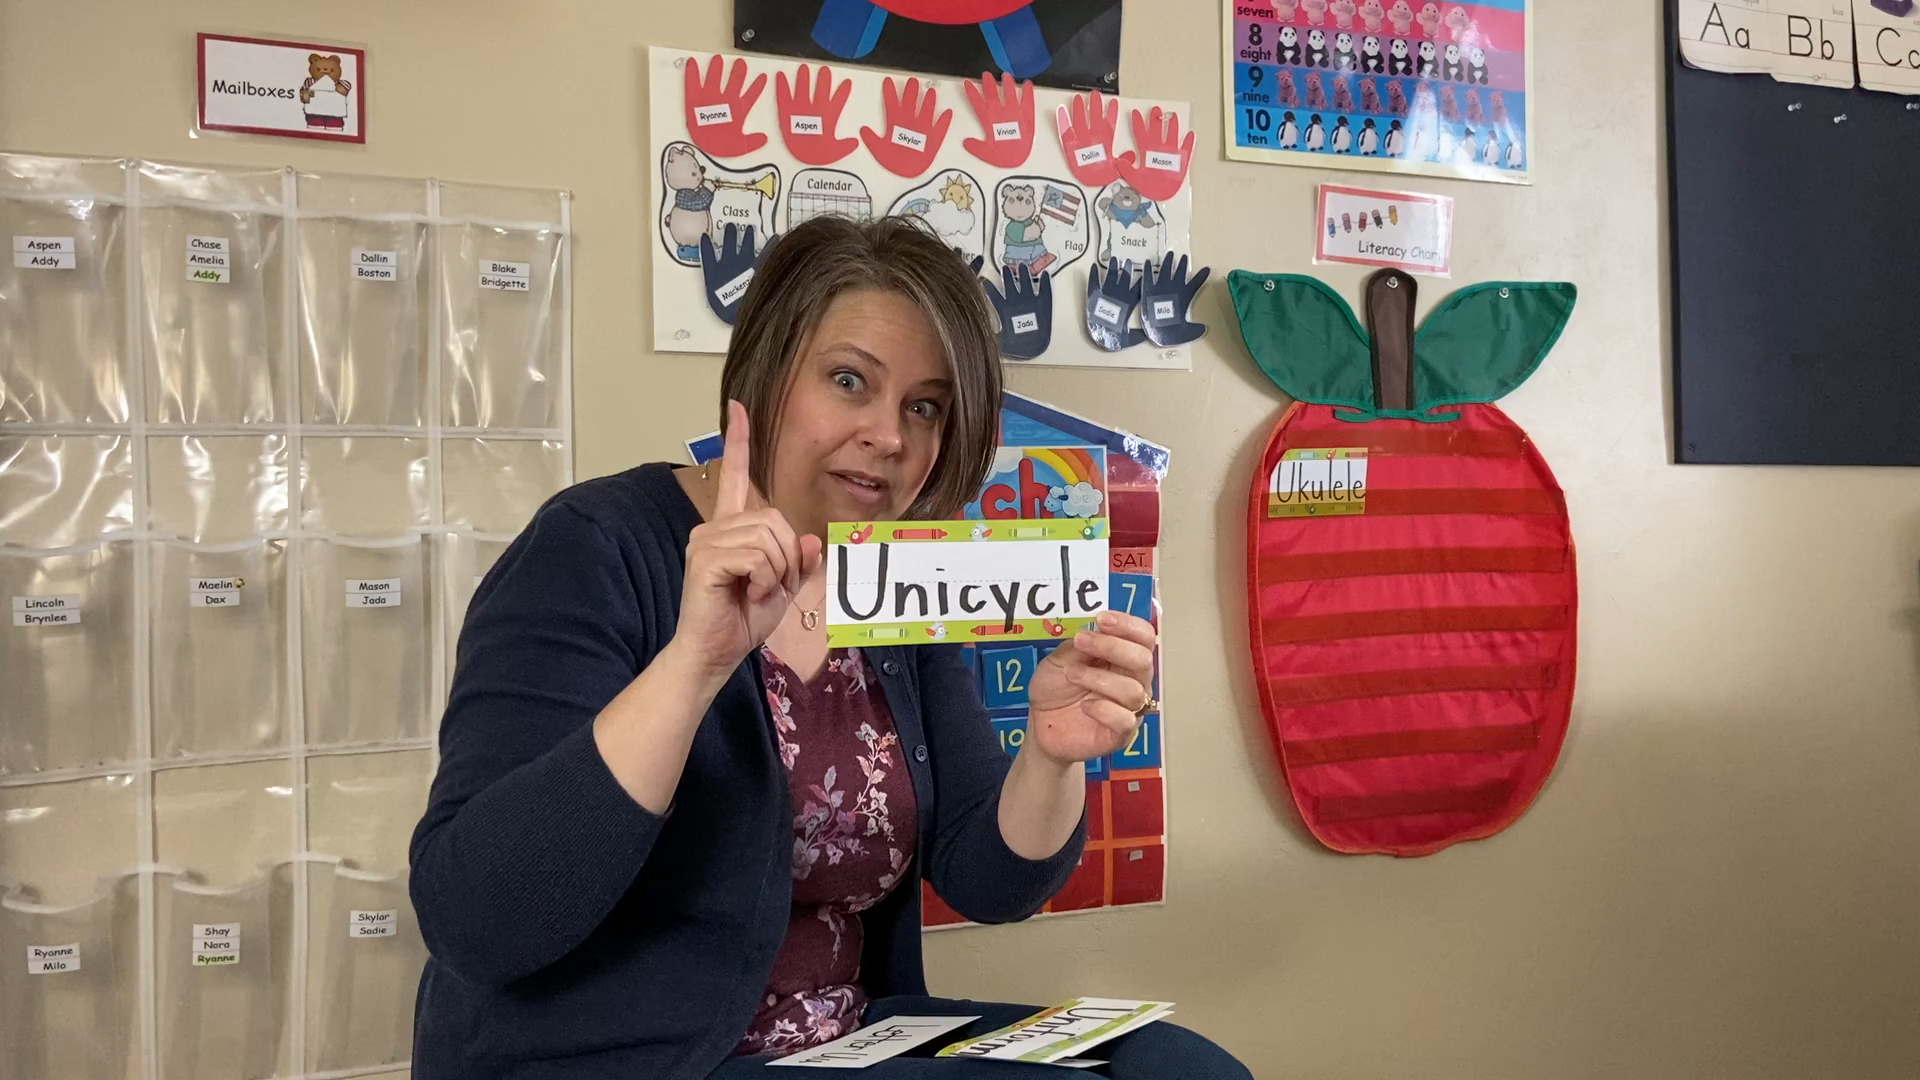 Mailboxes
Aspen
Addy
Chase
Amelia
Addy
Dallin
Boston
Blake
Bridgette
Lincoln
Brynlee
Maelin
Dax
Mason
Jada
Ryanne
Milo
Shay
Nora
Ryanne
Skylar
Sadie
Ryanne
Aspen
Skylar
Vivian
Dallin
Mason
Class
Calendar
Flag
Snack
Jada
Sadie
Milo
seven
8
eight
9
nine
10
ten
Literacy
Aa Bb
Ukulele
Unicycle
SAT.
7
12
19
21
Uniform